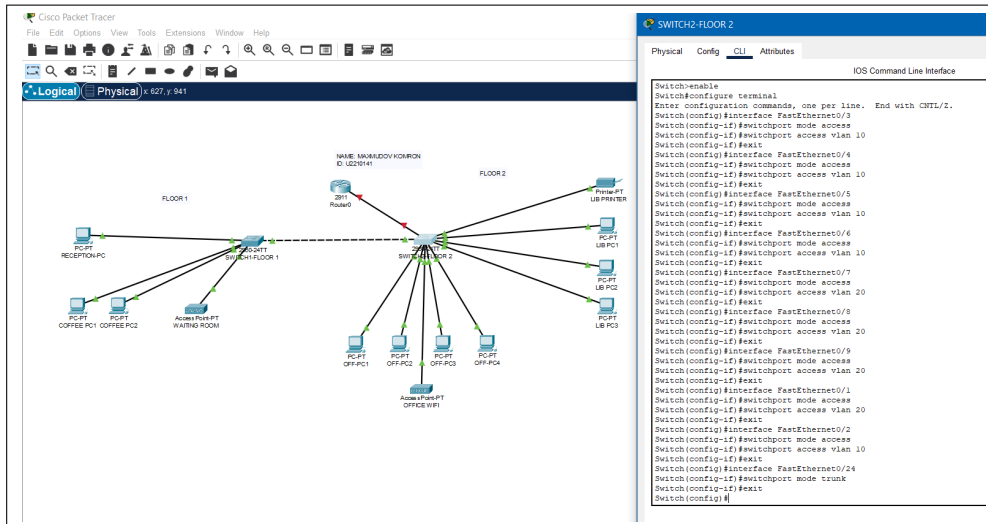 Cisco Packet Tracer
File Edit Options View Tools Extensions Window Help
Logical Physical x: 627, y: 941
NAME: MAXMUDOV KOMRON
ID: U2210141
FLOOR 1
FLOOR 2
2911
Router0
Printer-PT
LIB PRINTER
PC-PT
RECEPTION-PC
2960-24TT
SWITCH1-FLOOR 1
PC-PT
LIB PC1
PC-PT
LIB PC2
PC-PT
LIB PC3
PC-PT
COFFEE PC1
PC-PT
COFFEE PC2
Access Point-PT
WAITING ROOM
PC-PT
OFF-PC1
PC-PT
OFF-PC2
PC-PT
OFF-PC3
PC-PT
OFF-PC4
Access Point-PT
OFFICE WIFI
SWITCH2-FLOOR 2
Physical Config CLI Attributes
IOS Command Line Interface
Switch>enable
Switch#configure terminal
Enter configuration commands, one per line. End with CNTL/Z.
Switch(config)#interface FastEthernet0/3
Switch(config-if)#switchport mode access
Switch(config-if)#switchport access vlan 10
Switch(config-if)#exit
Switch(config)#interface FastEthernet0/4
Switch(config-if)#switchport mode access
Switch(config-if)#switchport access vlan 10
Switch(config-if)#exit
Switch(config)#interface FastEthernet0/5
Switch(config-if)#switchport mode access
Switch(config-if)#switchport access vlan 10
Switch(config-if)#exit
Switch(config)#interface FastEthernet0/6
Switch(config-if)#switchport mode access
Switch(config-if)#switchport access vlan 10
Switch(config-if)#exit
Switch(config)#interface FastEthernet0/7
Switch(config-if)#switchport mode access
Switch(config-if)#switchport access vlan 20
Switch(config-if)#exit
Switch(config)#interface FastEthernet0/8
Switch(config-if)#switchport mode access
Switch(config-if)#switchport access vlan 20
Switch(config-if)#exit
Switch(config)#interface FastEthernet0/9
Switch(config-if)#switchport mode access
Switch(config-if)#switchport access vlan 20
Switch(config-if)#exit
Switch(config)#interface FastEthernet0/1
Switch(config-if)#switchport mode access
Switch(config-if)#switchport access vlan 20
Switch(config-if)#exit
Switch(config)#interface FastEthernet0/2
Switch(config-if)#switchport mode access
Switch(config-if)#switchport access vlan 10
Switch(config-if)#exit
Switch(config)#interface FastEthernet0/24
Switch(config-if)#switchport mode trunk
Switch(config-if)#exit
Switch(config)#